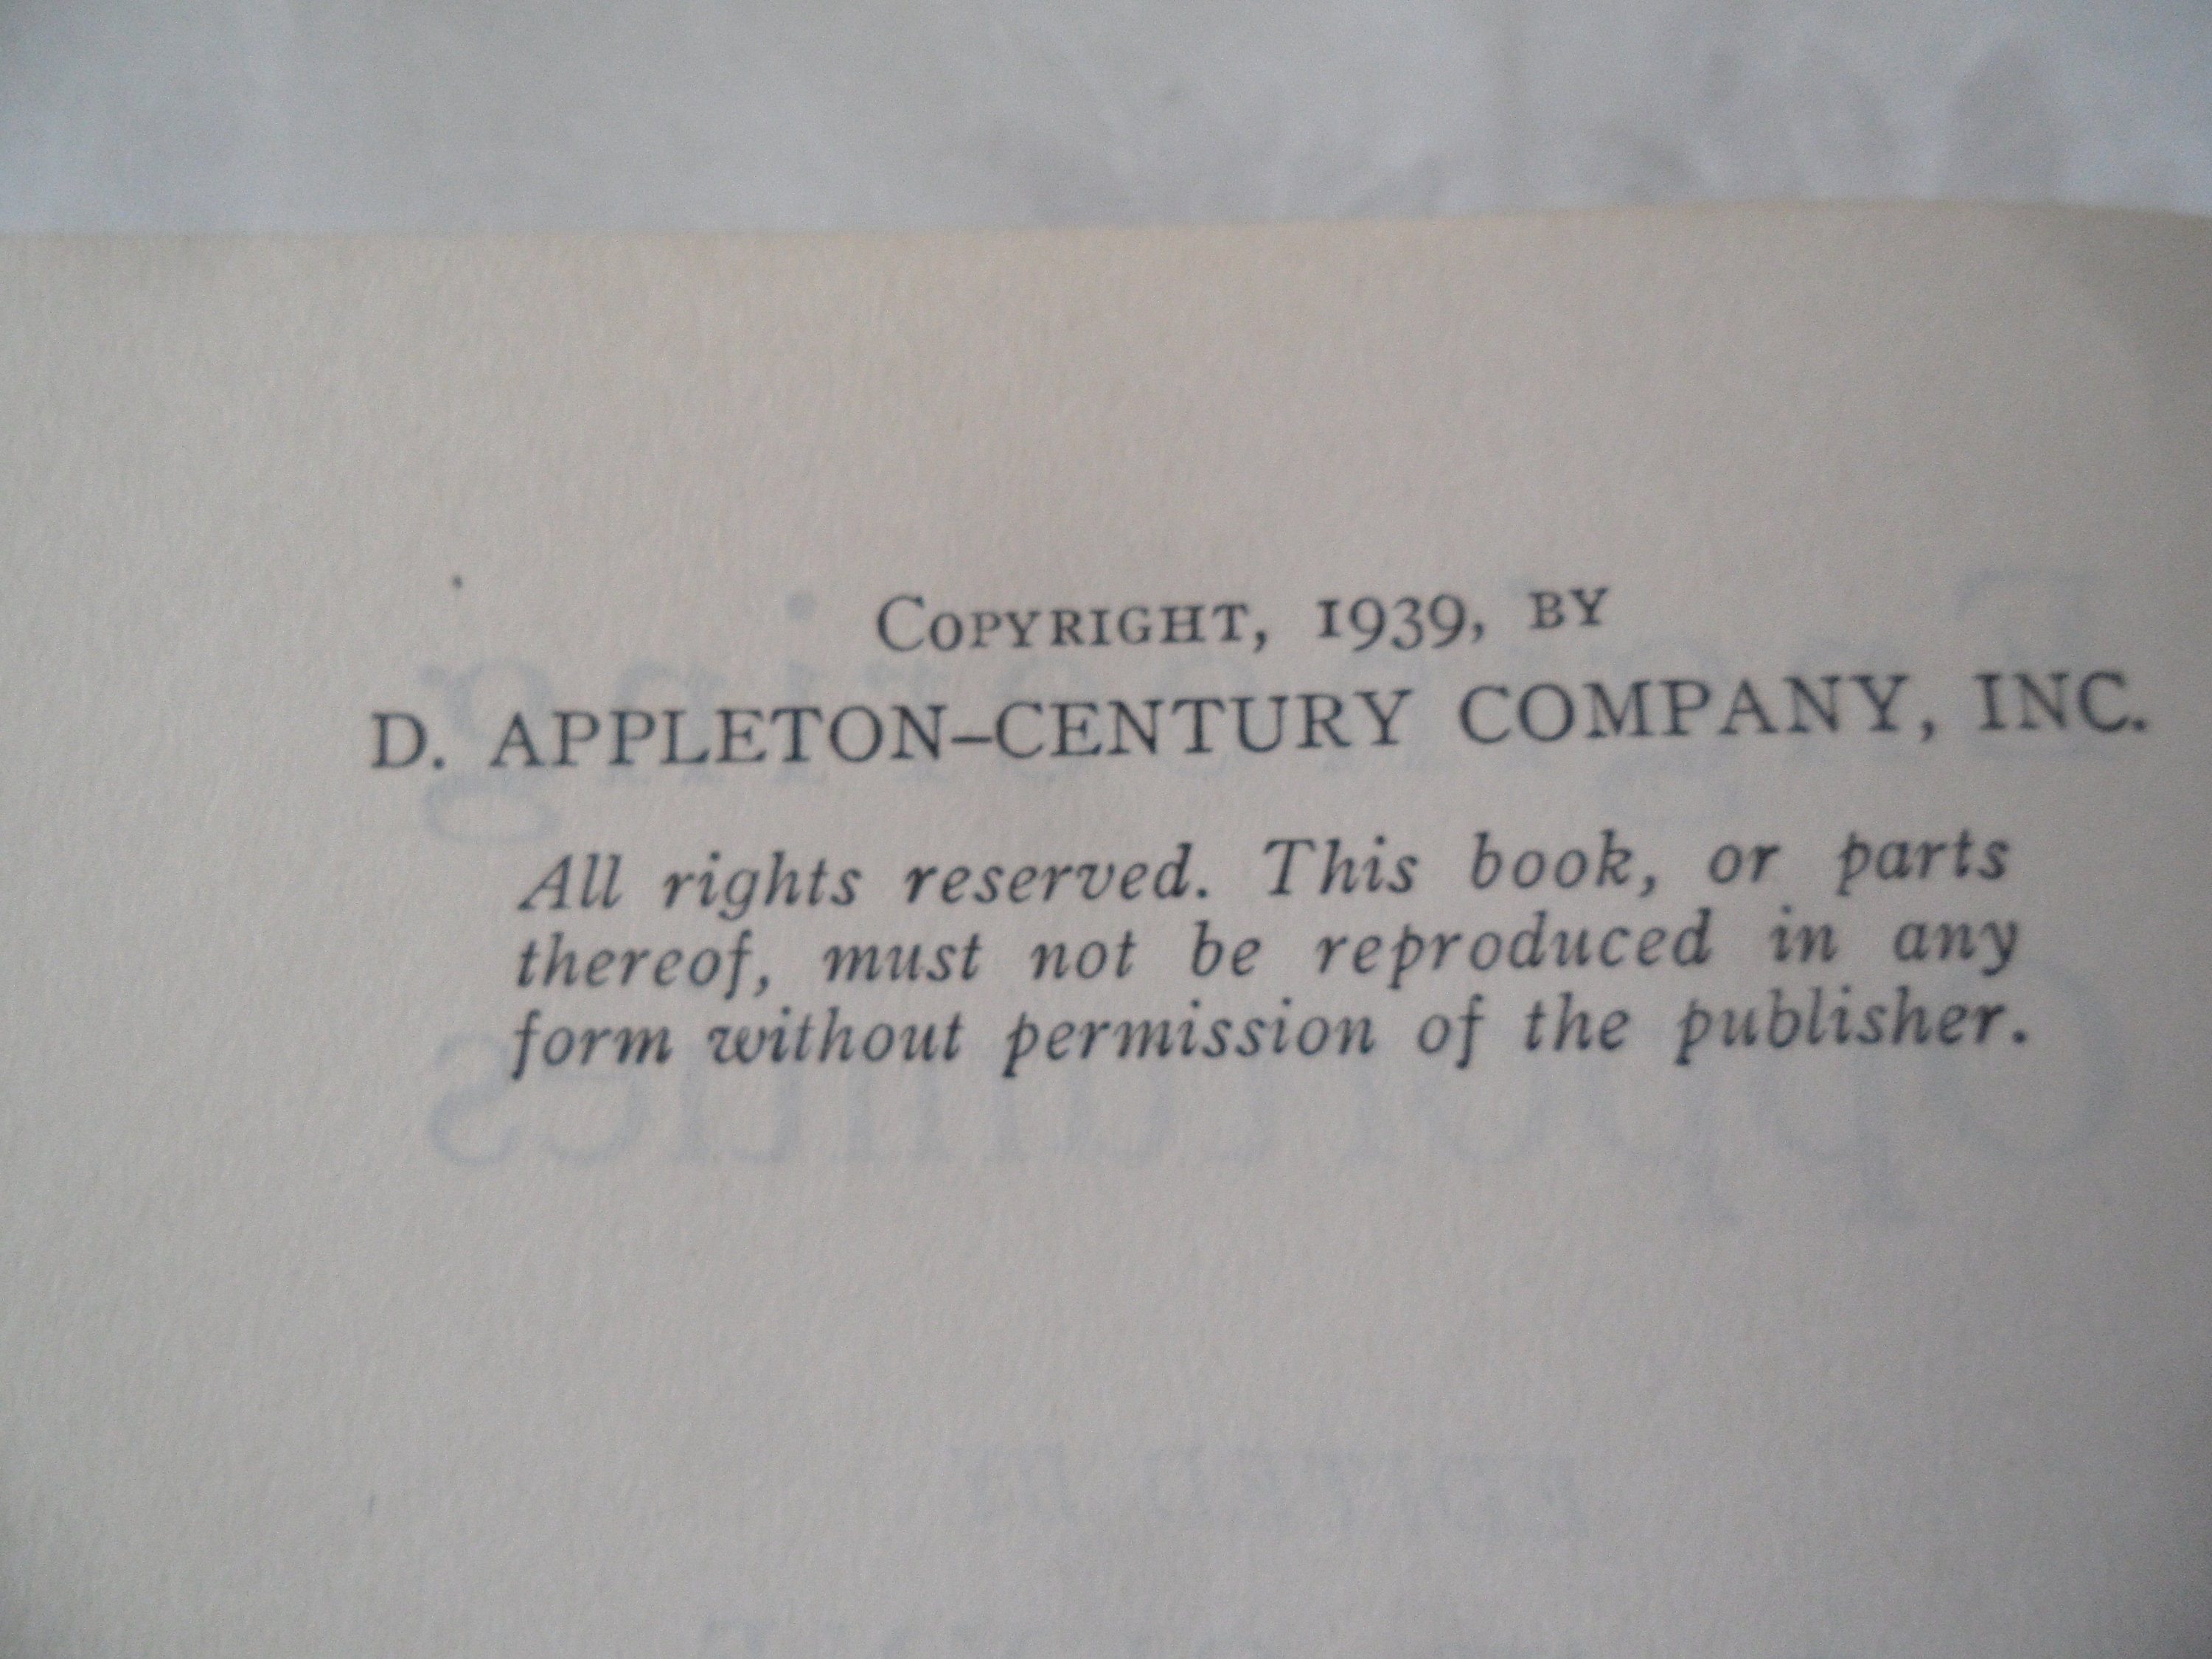 COPYRIGHT, 1939, BY
D. APPLETON–CENTURY COMPANY, INC.
All rights reserved. This book, or parts
thereof, must not be reproduced in any
form without permission of the publisher.